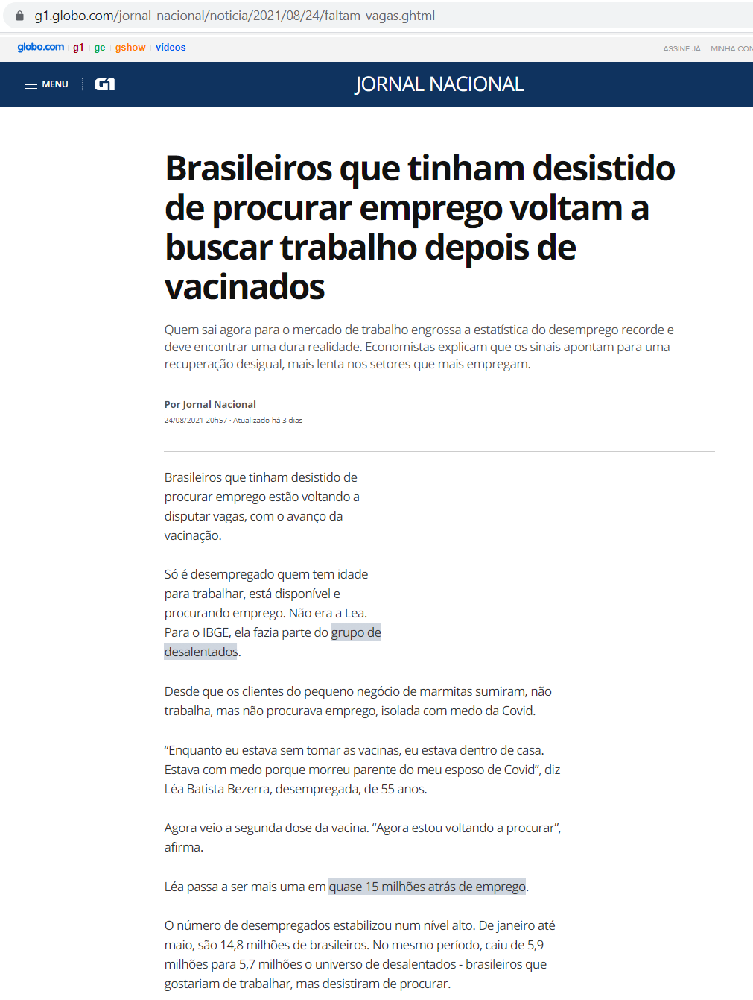 g1.globo.com/jornal-nacional/noticia/2021/08/24/faltam-vagas.ghtml
globo.com g1 ge gshow vídeos ASSINE JÁ MINHA CON
MENU G1 JORNAL NACIONAL
Brasileiros que tinham desistido
de procurar emprego voltam a
buscar trabalho depois de
vacinados
Quem sai agora para o mercado de trabalho engrossa a estatística do desemprego recorde e
deve encontrar uma dura realidade. Economistas explicam que os sinais apontam para uma
recuperação desigual, mais lenta nos setores que mais empregam.
Por Jornal Nacional
24/08/2021 20h57 · Atualizado há 3 dias
Brasileiros que tinham desistido de
procurar emprego estão voltando a
disputar vagas, com o avanço da
vacinação.
Só é desempregado quem tem idade
para trabalhar, está disponível e
procurando emprego. Não era a Lea.
Para o IBGE, ela fazia parte do grupo de
desalentados.
Desde que os clientes do pequeno negócio de marmitas sumiram, não
trabalha, mas não procurava emprego, isolada com medo da Covid.
“Enquanto eu estava sem tomar as vacinas, eu estava dentro de casa.
Estava com medo porque morreu parente do meu esposo de Covid”, diz
Léa Batista Bezerra, desempregada, de 55 anos.
Agora veio a segunda dose da vacina. “Agora estou voltando a procurar”,
afirma.
Léa passa a ser mais uma em quase 15 milhões atrás de emprego.
O número de desempregados estabilizou num nível alto. De janeiro até
maio, são 14,8 milhões de brasileiros. No mesmo período, caiu de 5,9
milhões para 5,7 milhões o universo de desalentados - brasileiros que
gostariam de trabalhar, mas desistiram de procurar.